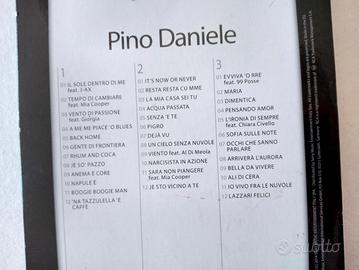 Pino Daniele
1
01 IL SOLE DENTRO DI ME
feat. J-AX
02 TEMPO DI CAMBIARE
feat. Mia Cooper
03 VENTO DI PASSIONE
feat. Giorgia
04 A ME ME PIACE 'O BLUES
05 BACK HOME
06 GENTE DI FRONTIERA
07 RHUM AND COCA
08 JE SO' PAZZO
09 ANEMA E CORE
10 NAPULE È
11 BOOGIE BOOGIE MAN
12 'NA TAZZULELLA 'E
CAFFÈ
2
01 IT'S NOW OR NEVER
02 RESTA RESTA CU MME
03 LA MIA CASA SEI TU
04 ACQUA PASSATA
05 SENZA 'E TE
06 PIGRO
07 DEJÀ VU
08 UN CIELO SENZA NUVOLE
09 VIENTO feat. Al Di Meola
10 NARCISISTA IN AZIONE
11 SARA NON PIANGERE
feat. Mia Cooper
12 JE STO VICINO A TE
3
01 EVVIVA 'O RRE
feat. 99 Posse
02 MARIA
03 DIMENTICA
04 PENSANDO AMOR
05 L'IRONIA DI SEMPRE
feat. Chiara Civello
06 SOFIA SULLE NOTE
07 OCCHI CHE SANNO
PARLARE
08 ARRIVERÀ L'AURORA
09 BELLA DA VIVERE
10 ALI DI CERA
11 IO VIVO FRA LE NUVOLE
12 LAZZARI FELICI
subito